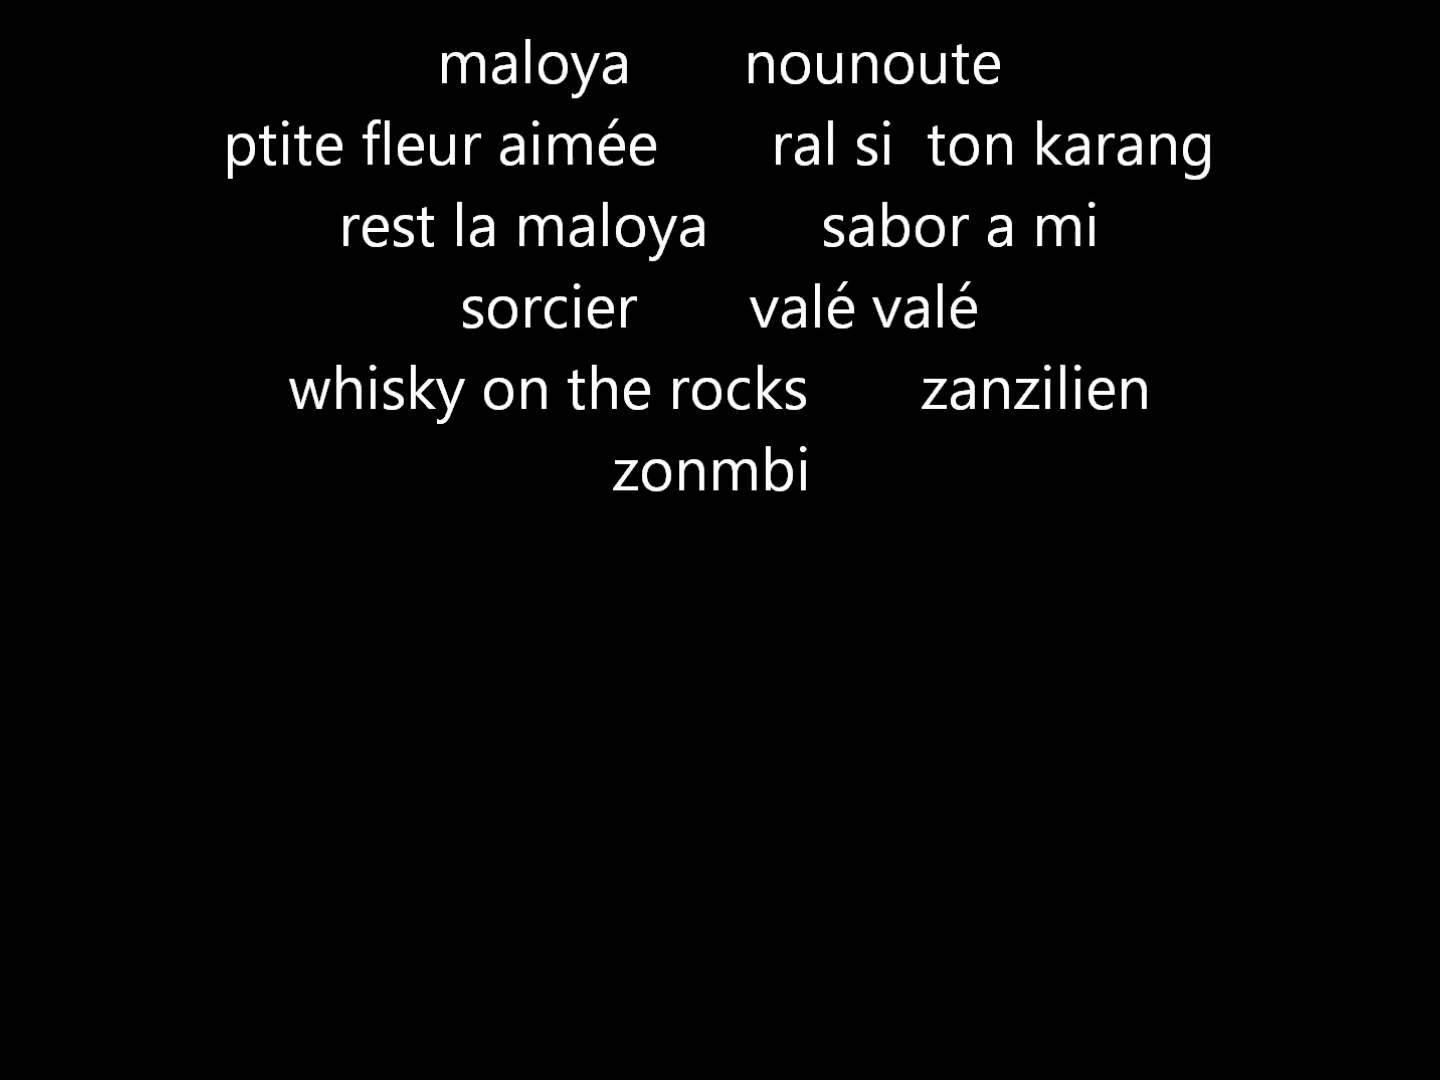 maloya nounoute
ptite fleur aimée ral si ton karang
rest la maloya sabor a mi
sorcier valé valé
whisky on the rocks zanzilien
zonmbi